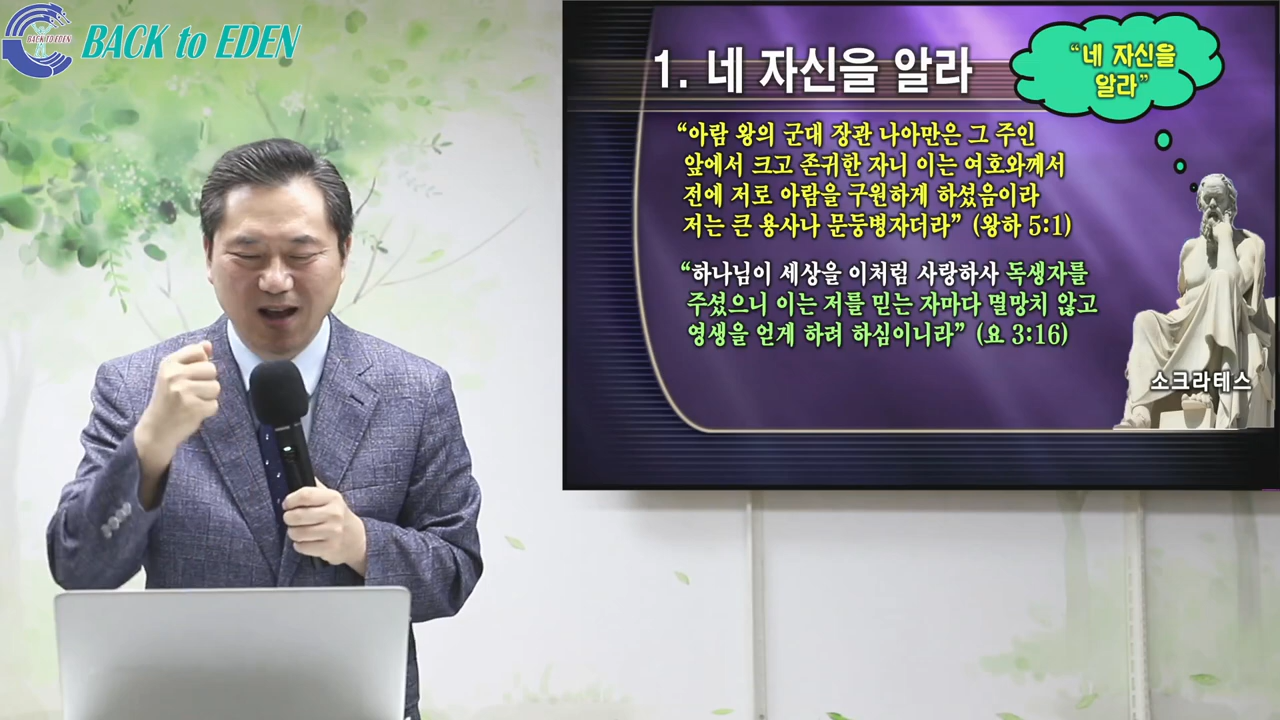 BACK to EDEN
BACK TO EDEN
1. 네 자신을 알라
“네 자신을
알라”
“아람 왕의 군대 장관 나아만은 그 주인
앞에서 크고 존귀한 자니 이는 여호와께서
전에 저로 아람을 구원하게 하셨음이라
저는 큰 용사나 문둥병자더라” (왕하 5:1)
“하나님이 세상을 이처럼 사랑하사 독생자를
주셨으니 이는 저를 믿는 자마다 멸망치 않고
영생을 얻게 하려 하심이니라” (요 3:16)
소크라테스